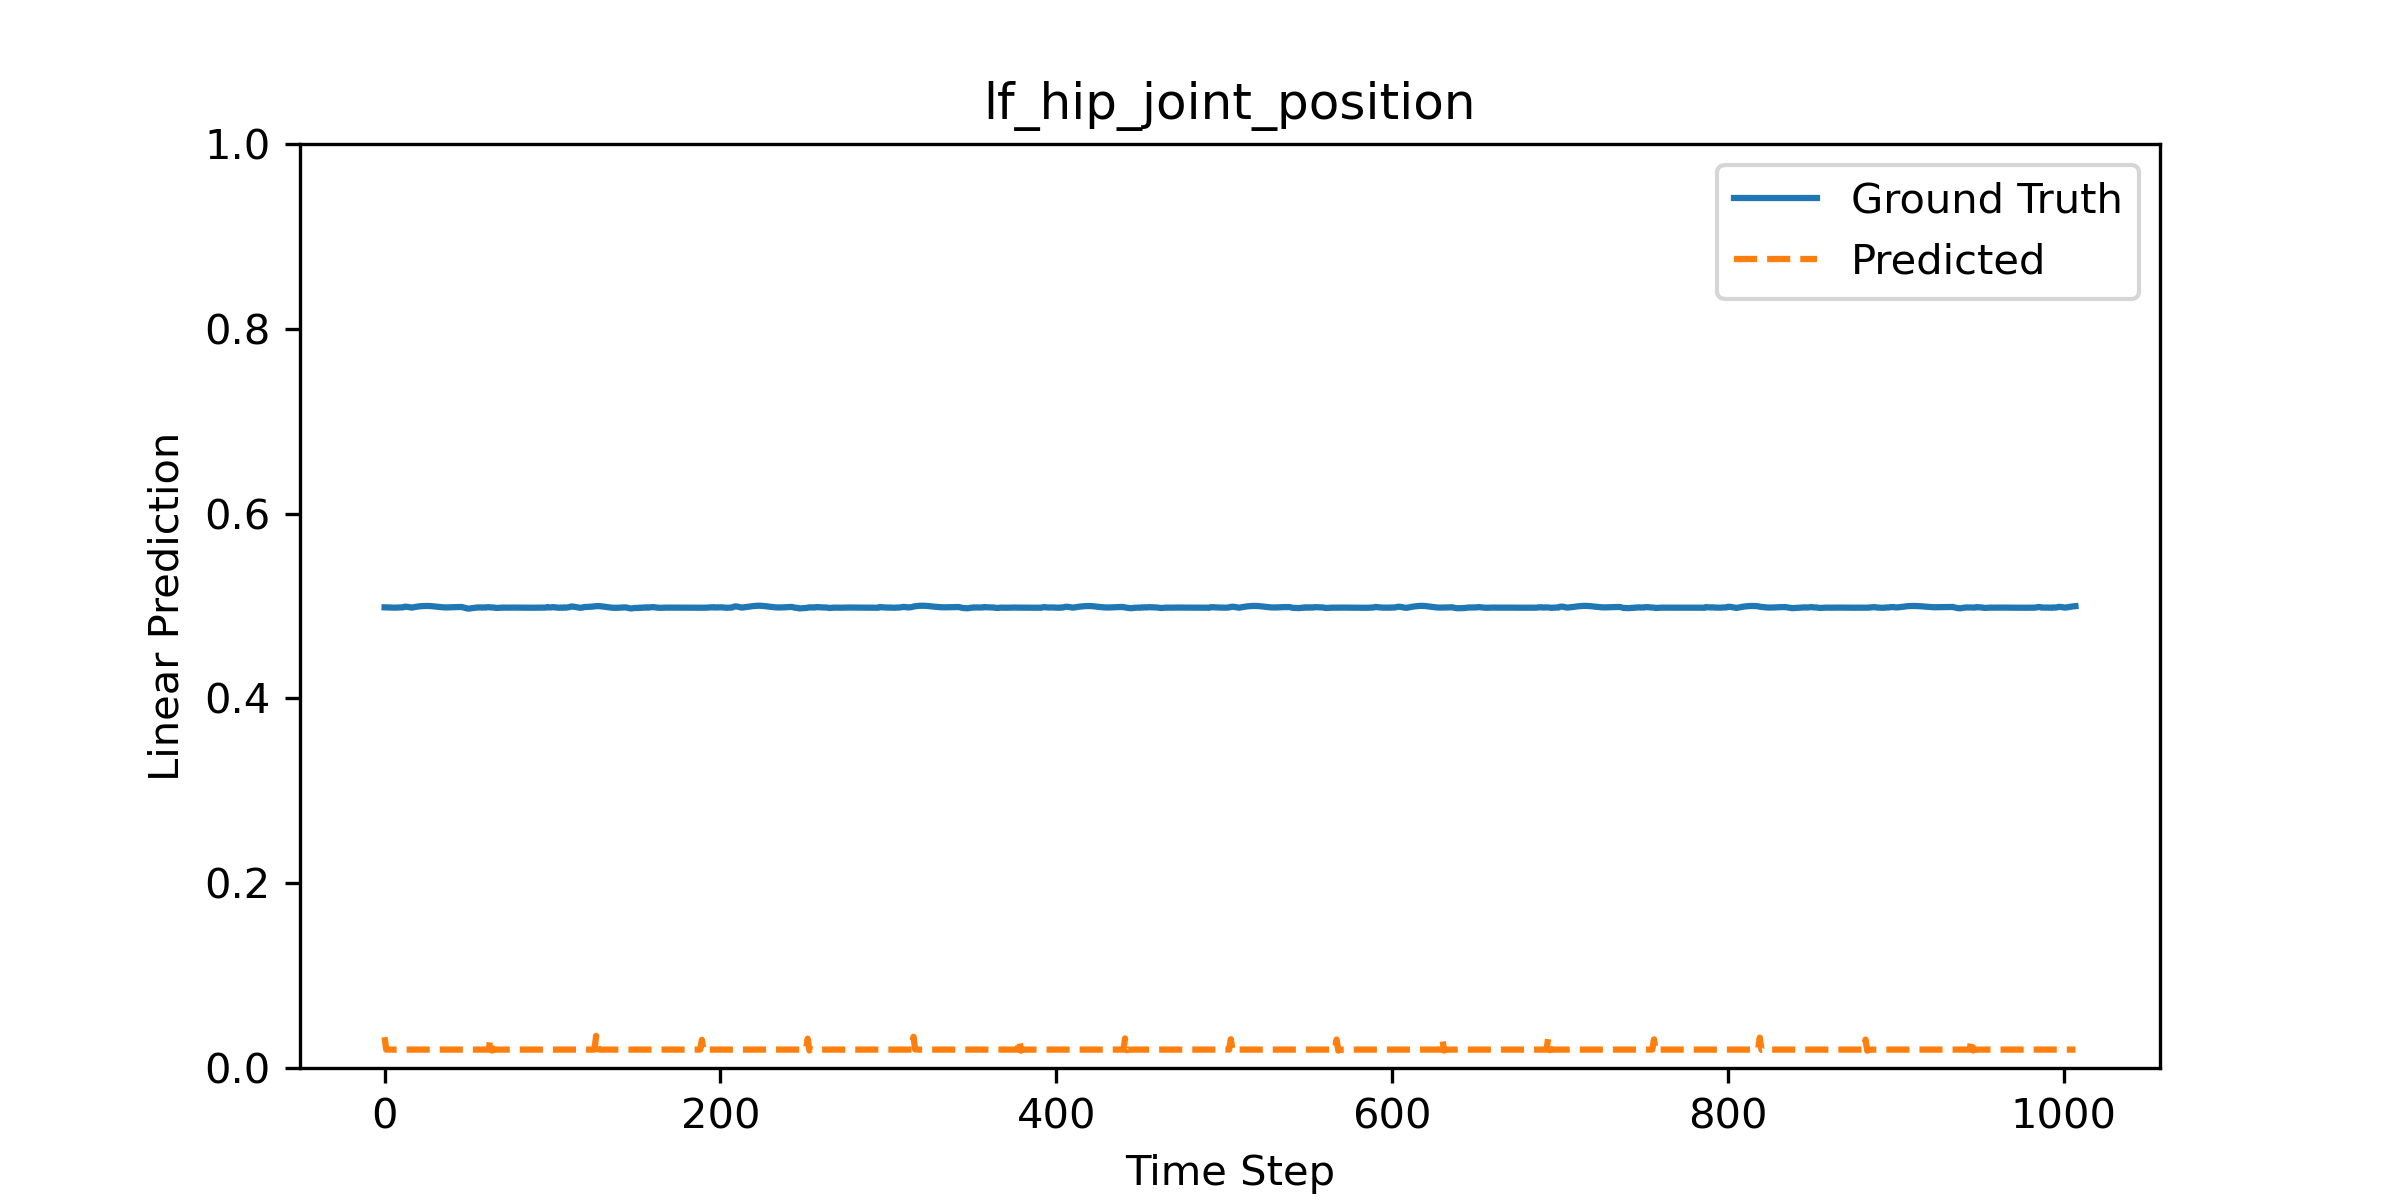 lf_hip_joint_position
1.0
0.8
0.6
0.4
0.2
0.0
Linear Prediction
Ground Truth
Predicted
0 200 400 600 800 1000
Time Step